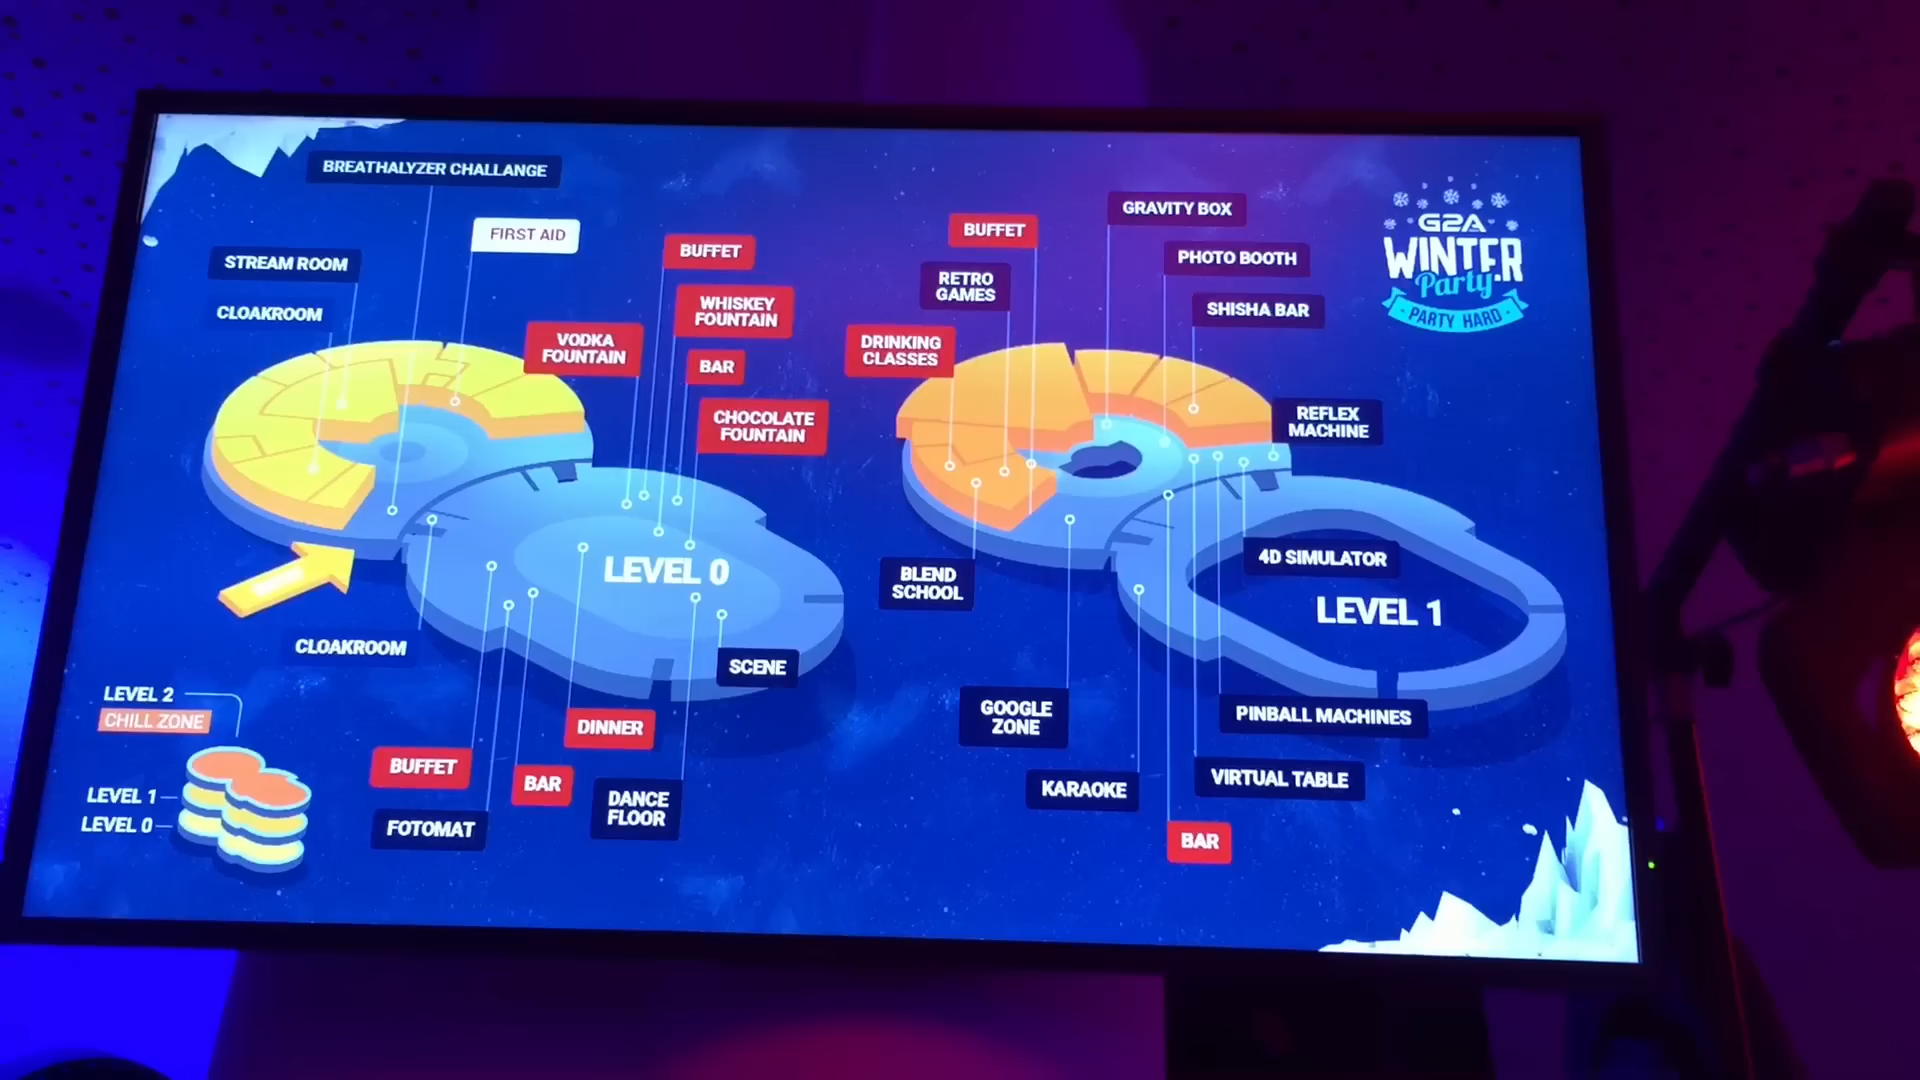 BREATHALYZER CHALLANGE
FIRST AID
STREAM ROOM
CLOAKROOM
BUFFET
WHISKEY
FOUNTAIN
VODKA
FOUNTAIN
BAR
CHOCOLATE
FOUNTAIN
LEVEL 0
CLOAKROOM
SCENE
DINNER
BUFFET
BAR
DANCE
FLOOR
FOTOMAT
LEVEL 2
CHILL ZONE
LEVEL 1
LEVEL 0
GRAVITY BOX
BUFFET
PHOTO BOOTH
RETRO
GAMES
SHISHA BAR
DRINKING
CLASSES
REFLEX
MACHINE
4D SIMULATOR
BLEND
SCHOOL
LEVEL 1
GOOGLE
ZONE
PINBALL MACHINES
KARAOKE
VIRTUAL TABLE
BAR
G2A
WINTER
Party
PARTY HARD